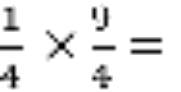 1/4 × 9/4 =